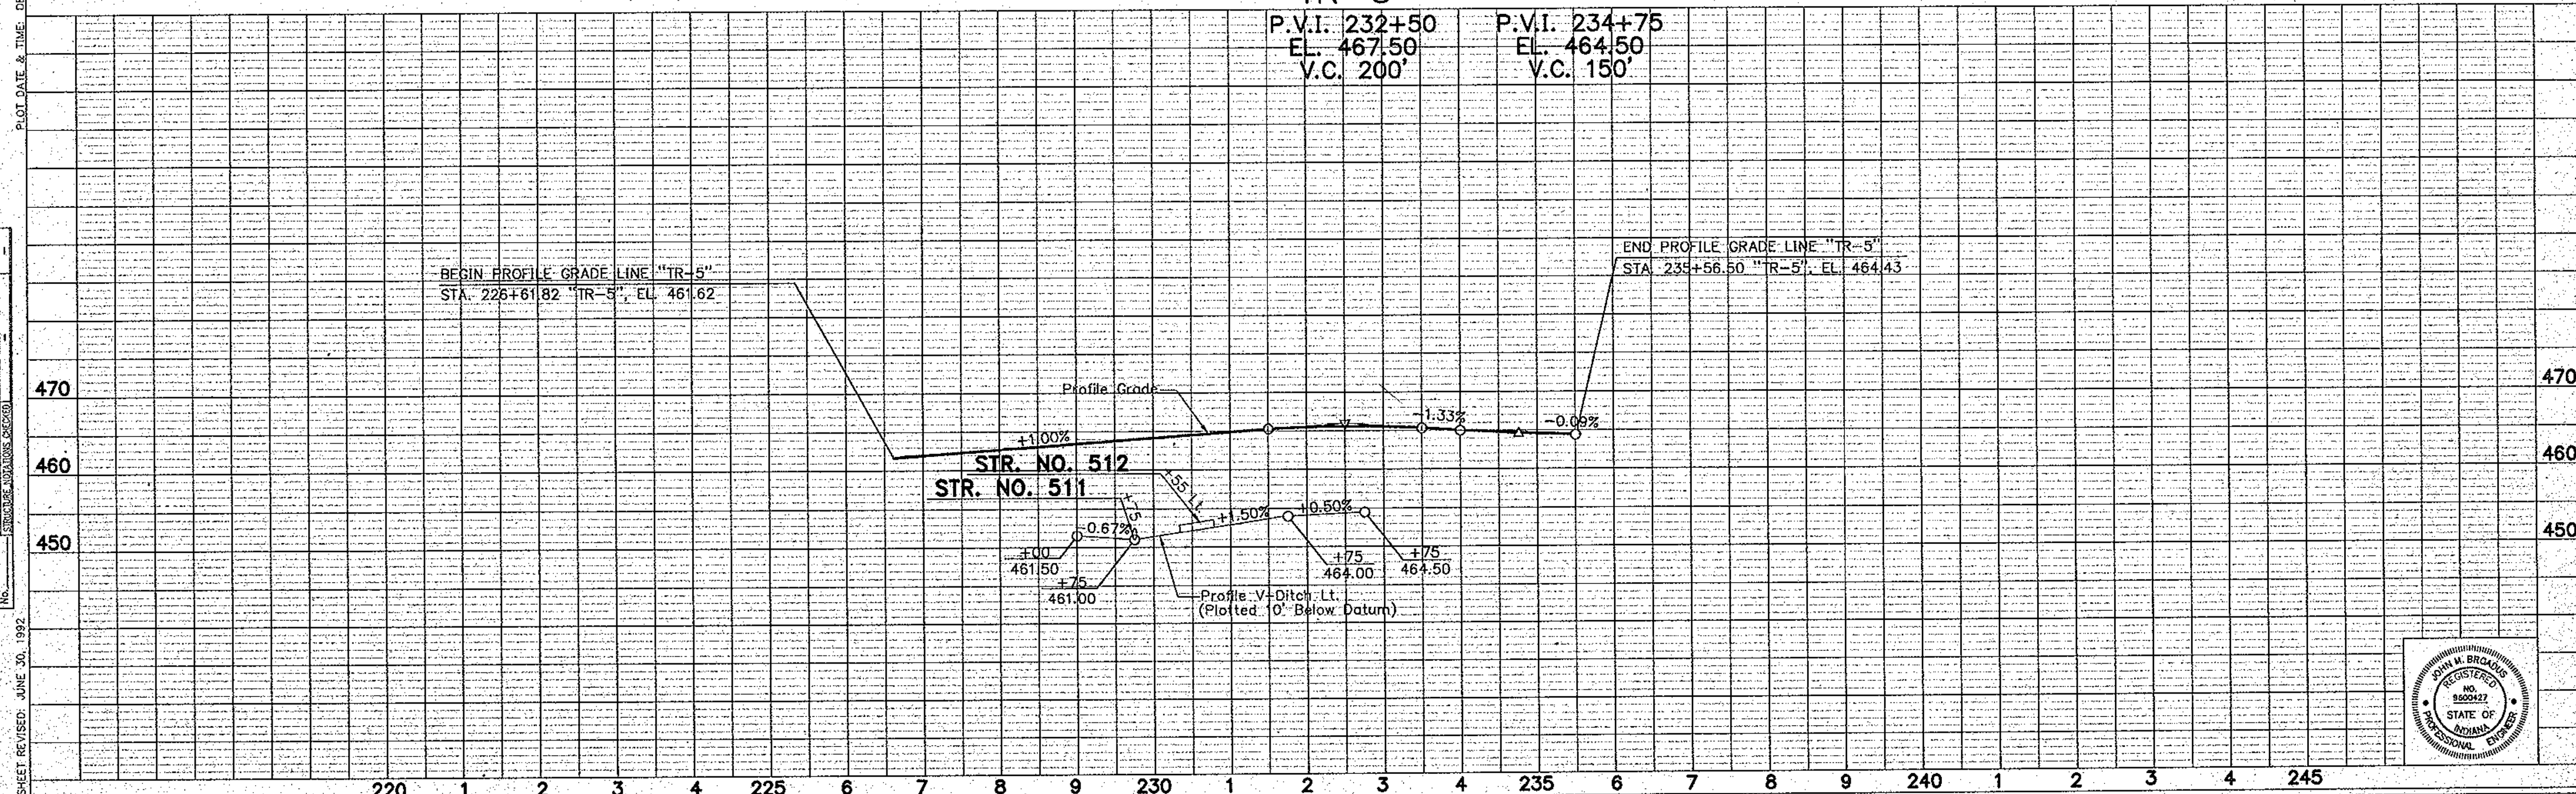 P.V.I. 232+50
EL. 467.50
V.C. 200'
P.V.I. 234+75
EL. 464.50
V.C. 150'
PLOT DATE & TIME:
BEGIN PROFILE GRADE LINE "TR-5"
STA. 226+61.82 "TR-5", EL. 461.62
END PROFILE GRADE LINE "TR-5"
STA. 235+56.50 "TR-5", EL. 464.43
STRUCTURE NOTATIONS CHECKED
No.
SHEET REVISED: JUNE 30, 1992
470
470
Profile Grade
+1.00%
-1.33%
-0.09%
460
460
STR. NO. 512
STR. NO. 511
+55 Lt.
+75
-0.67%
+1.50%
+0.50%
450
450
+00
461.50
+75
461.00
+75
464.00
+75
464.50
Profile V-Ditch Lt.
(Plotted 10' Below Datum)
JOHN M. BROADUS
REGISTERED
NO.
9600427
STATE OF
INDIANA
PROFESSIONAL ENGINEER
220 1 2 3 4 225 6 7 8 9 230 1 2 3 4 235 6 7 8 9 240 1 2 3 4 245